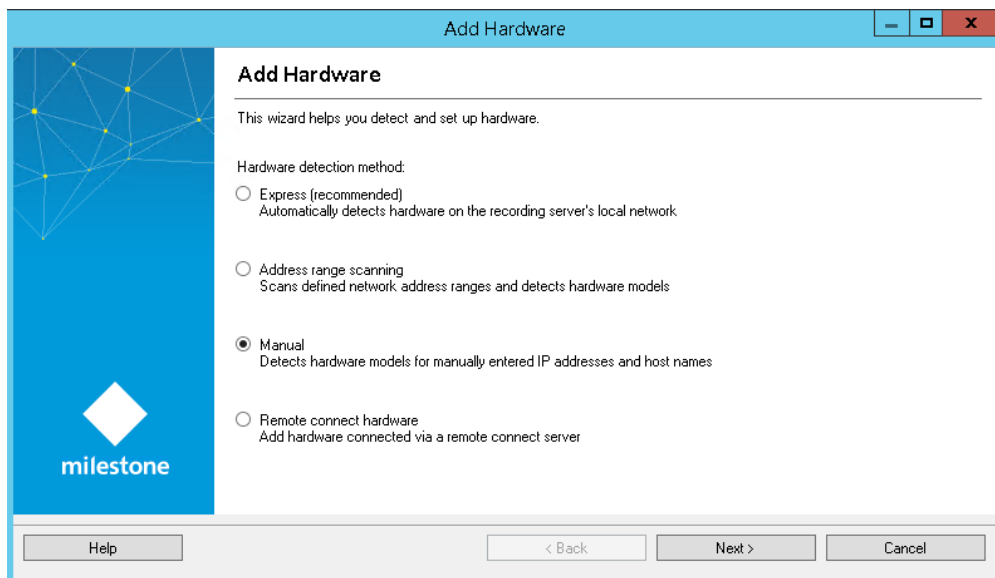 Add Hardware
Add Hardware
This wizard helps you detect and set up hardware.
Hardware detection method:
Express (recommended)
Automatically detects hardware on the recording server's local network
Address range scanning
Scans defined network address ranges and detects hardware models
Manual
Detects hardware models for manually entered IP addresses and host names
Remote connect hardware
Add hardware connected via a remote connect server
milestone
Help
< Back
Next >
Cancel